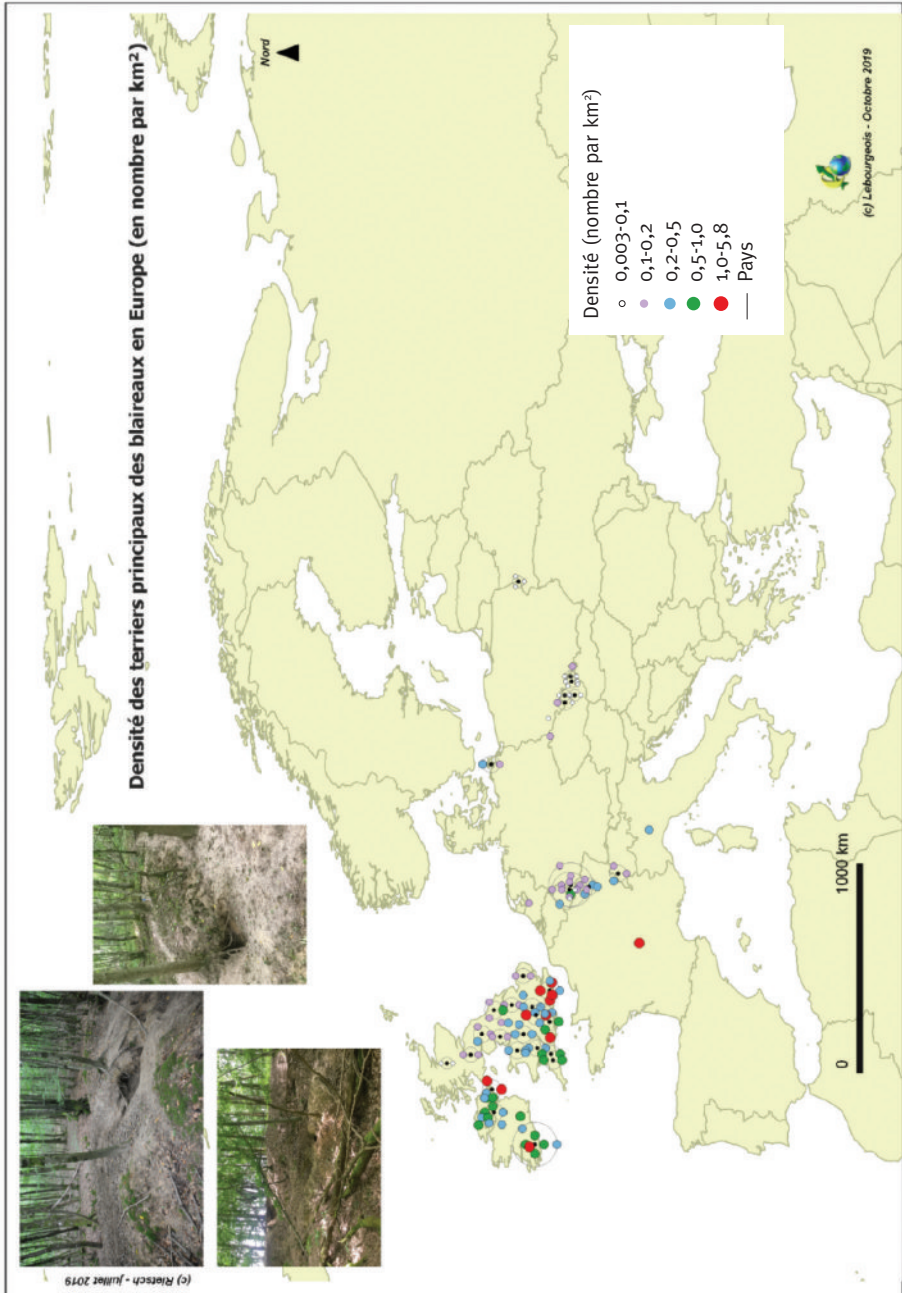 Densité des terriers principaux des blaireaux en Europe (en nombre par km²)
Nord
(c) Rietsch - juillet 2019
Densité (nombre par km²)
0,003-0,1
0,1-0,2
0,2-0,5
0,5-1,0
1,0-5,8
Pays
0 1000 km
(c) Lebourgeois - Octobre 2019